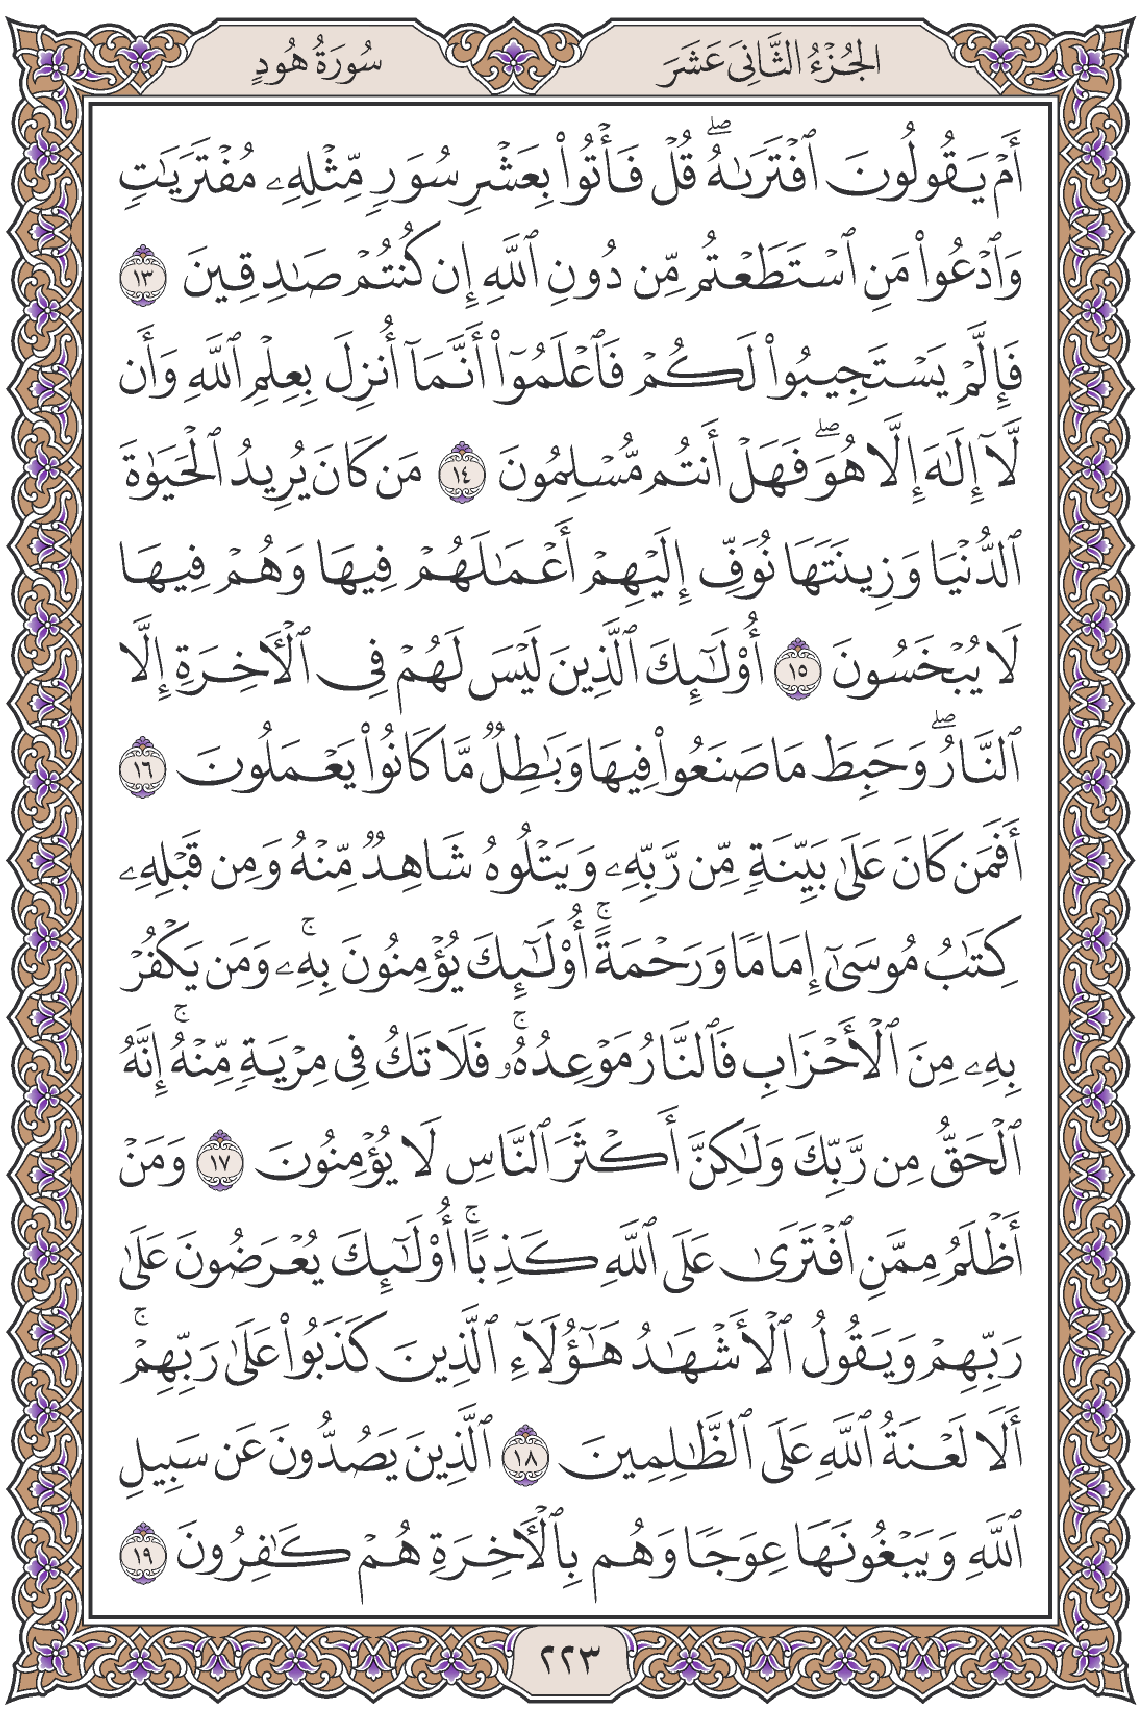 الجُزْءُ الثَّانِيَ عَشَرَ
سُورَةُ هُودٍ
أَمْ يَقُولُونَ ٱفْتَرَىٰهُۖ قُلْ فَأْتُوا۟ بِعَشْرِ سُوَرٍ مِّثْلِهِۦ مُفْتَرَيَٰتٍ
وَٱدْعُوا۟ مَنِ ٱسْتَطَعْتُم مِّن دُونِ ٱللَّهِ إِن كُنتُمْ صَٰدِقِينَ ١٣
فَإِلَّمْ يَسْتَجِيبُوا۟ لَكُمْ فَٱعْلَمُوٓا۟ أَنَّمَآ أُنزِلَ بِعِلْمِ ٱللَّهِ وَأَن
لَّآ إِلَٰهَ إِلَّا هُوَۖ فَهَلْ أَنتُم مُّسْلِمُونَ ١٤ مَن كَانَ يُرِيدُ ٱلْحَيَوٰةَ
ٱلدُّنْيَا وَزِينَتَهَا نُوَفِّ إِلَيْهِمْ أَعْمَٰلَهُمْ فِيهَا وَهُمْ فِيهَا
لَا يُبْخَسُونَ ١٥ أُو۟لَٰٓئِكَ ٱلَّذِينَ لَيْسَ لَهُمْ فِى ٱلْءَاخِرَةِ إِلَّا
ٱلنَّارُۖ وَحَبِطَ مَا صَنَعُوا۟ فِيهَا وَبَٰطِلٌ مَّا كَانُوا۟ يَعْمَلُونَ ١٦
أَفَمَن كَانَ عَلَىٰ بَيِّنَةٍ مِّن رَّبِّهِۦ وَيَتْلُوهُ شَاهِدٌ مِّنْهُ وَمِن قَبْلِهِۦ
كِتَٰبُ مُوسَىٰٓ إِمَامًا وَرَحْمَةًۚ أُو۟لَٰٓئِكَ يُؤْمِنُونَ بِهِۦۚ وَمَن يَكْفُرْ
بِهِۦ مِنَ ٱلْأَحْزَابِ فَٱلنَّارُ مَوْعِدُهُۥۚ فَلَا تَكُ فِى مِرْيَةٍ مِّنْهُۚ إِنَّهُ
ٱلْحَقُّ مِن رَّبِّكَ وَلَٰكِنَّ أَكْثَرَ ٱلنَّاسِ لَا يُؤْمِنُونَ ١٧ وَمَنْ
أَظْلَمُ مِمَّنِ ٱفْتَرَىٰ عَلَى ٱللَّهِ كَذِبًاۚ أُو۟لَٰٓئِكَ يُعْرَضُونَ عَلَىٰ
رَبِّهِمْ وَيَقُولُ ٱلْأَشْهَٰدُ هَٰٓؤُلَآءِ ٱلَّذِينَ كَذَبُوا۟ عَلَىٰ رَبِّهِمْۚ
أَلَا لَعْنَةُ ٱللَّهِ عَلَى ٱلظَّٰلِمِينَ ١٨ ٱلَّذِينَ يَصُدُّونَ عَن سَبِيلِ
ٱللَّهِ وَيَبْغُونَهَا عِوَجًا وَهُم بِٱلْءَاخِرَةِ هُمْ كَٰفِرُونَ ١٩
٢٢٣